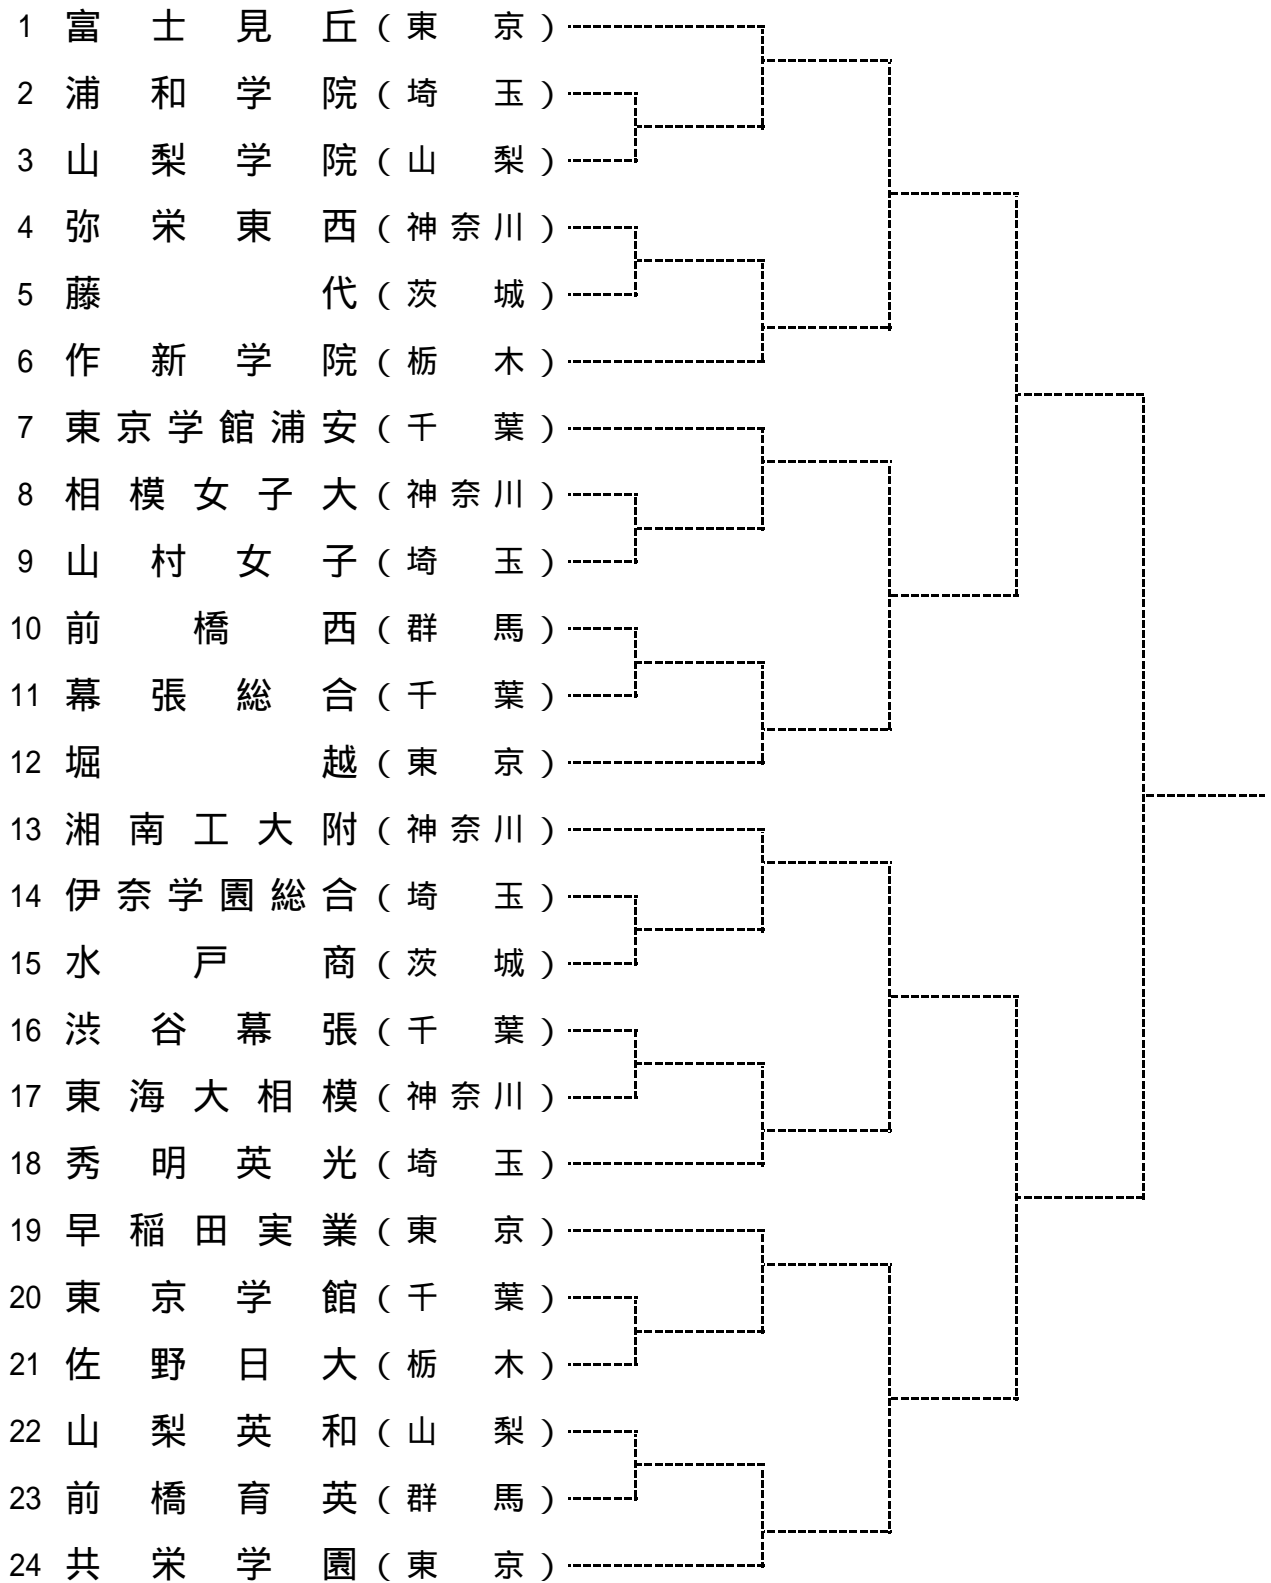 1 富士見丘(東京)
2 浦和学院(埼玉)
3 山梨学院(山梨)
4 弥栄東西(神奈川)
5 藤代(茨城)
6 作新学院(栃木)
7 東京学館浦安(千葉)
8 相模女子大(神奈川)
9 山村女子(埼玉)
10 前橋西(群馬)
11 幕張総合(千葉)
12 堀越(東京)
13 湘南工大附(神奈川)
14 伊奈学園総合(埼玉)
15 水戸商(茨城)
16 渋谷幕張(千葉)
17 東海大相模(神奈川)
18 秀明英光(埼玉)
19 早稲田実業(東京)
20 東京学館(千葉)
21 佐野日大(栃木)
22 山梨英和(山梨)
23 前橋育英(群馬)
24 共栄学園(東京)